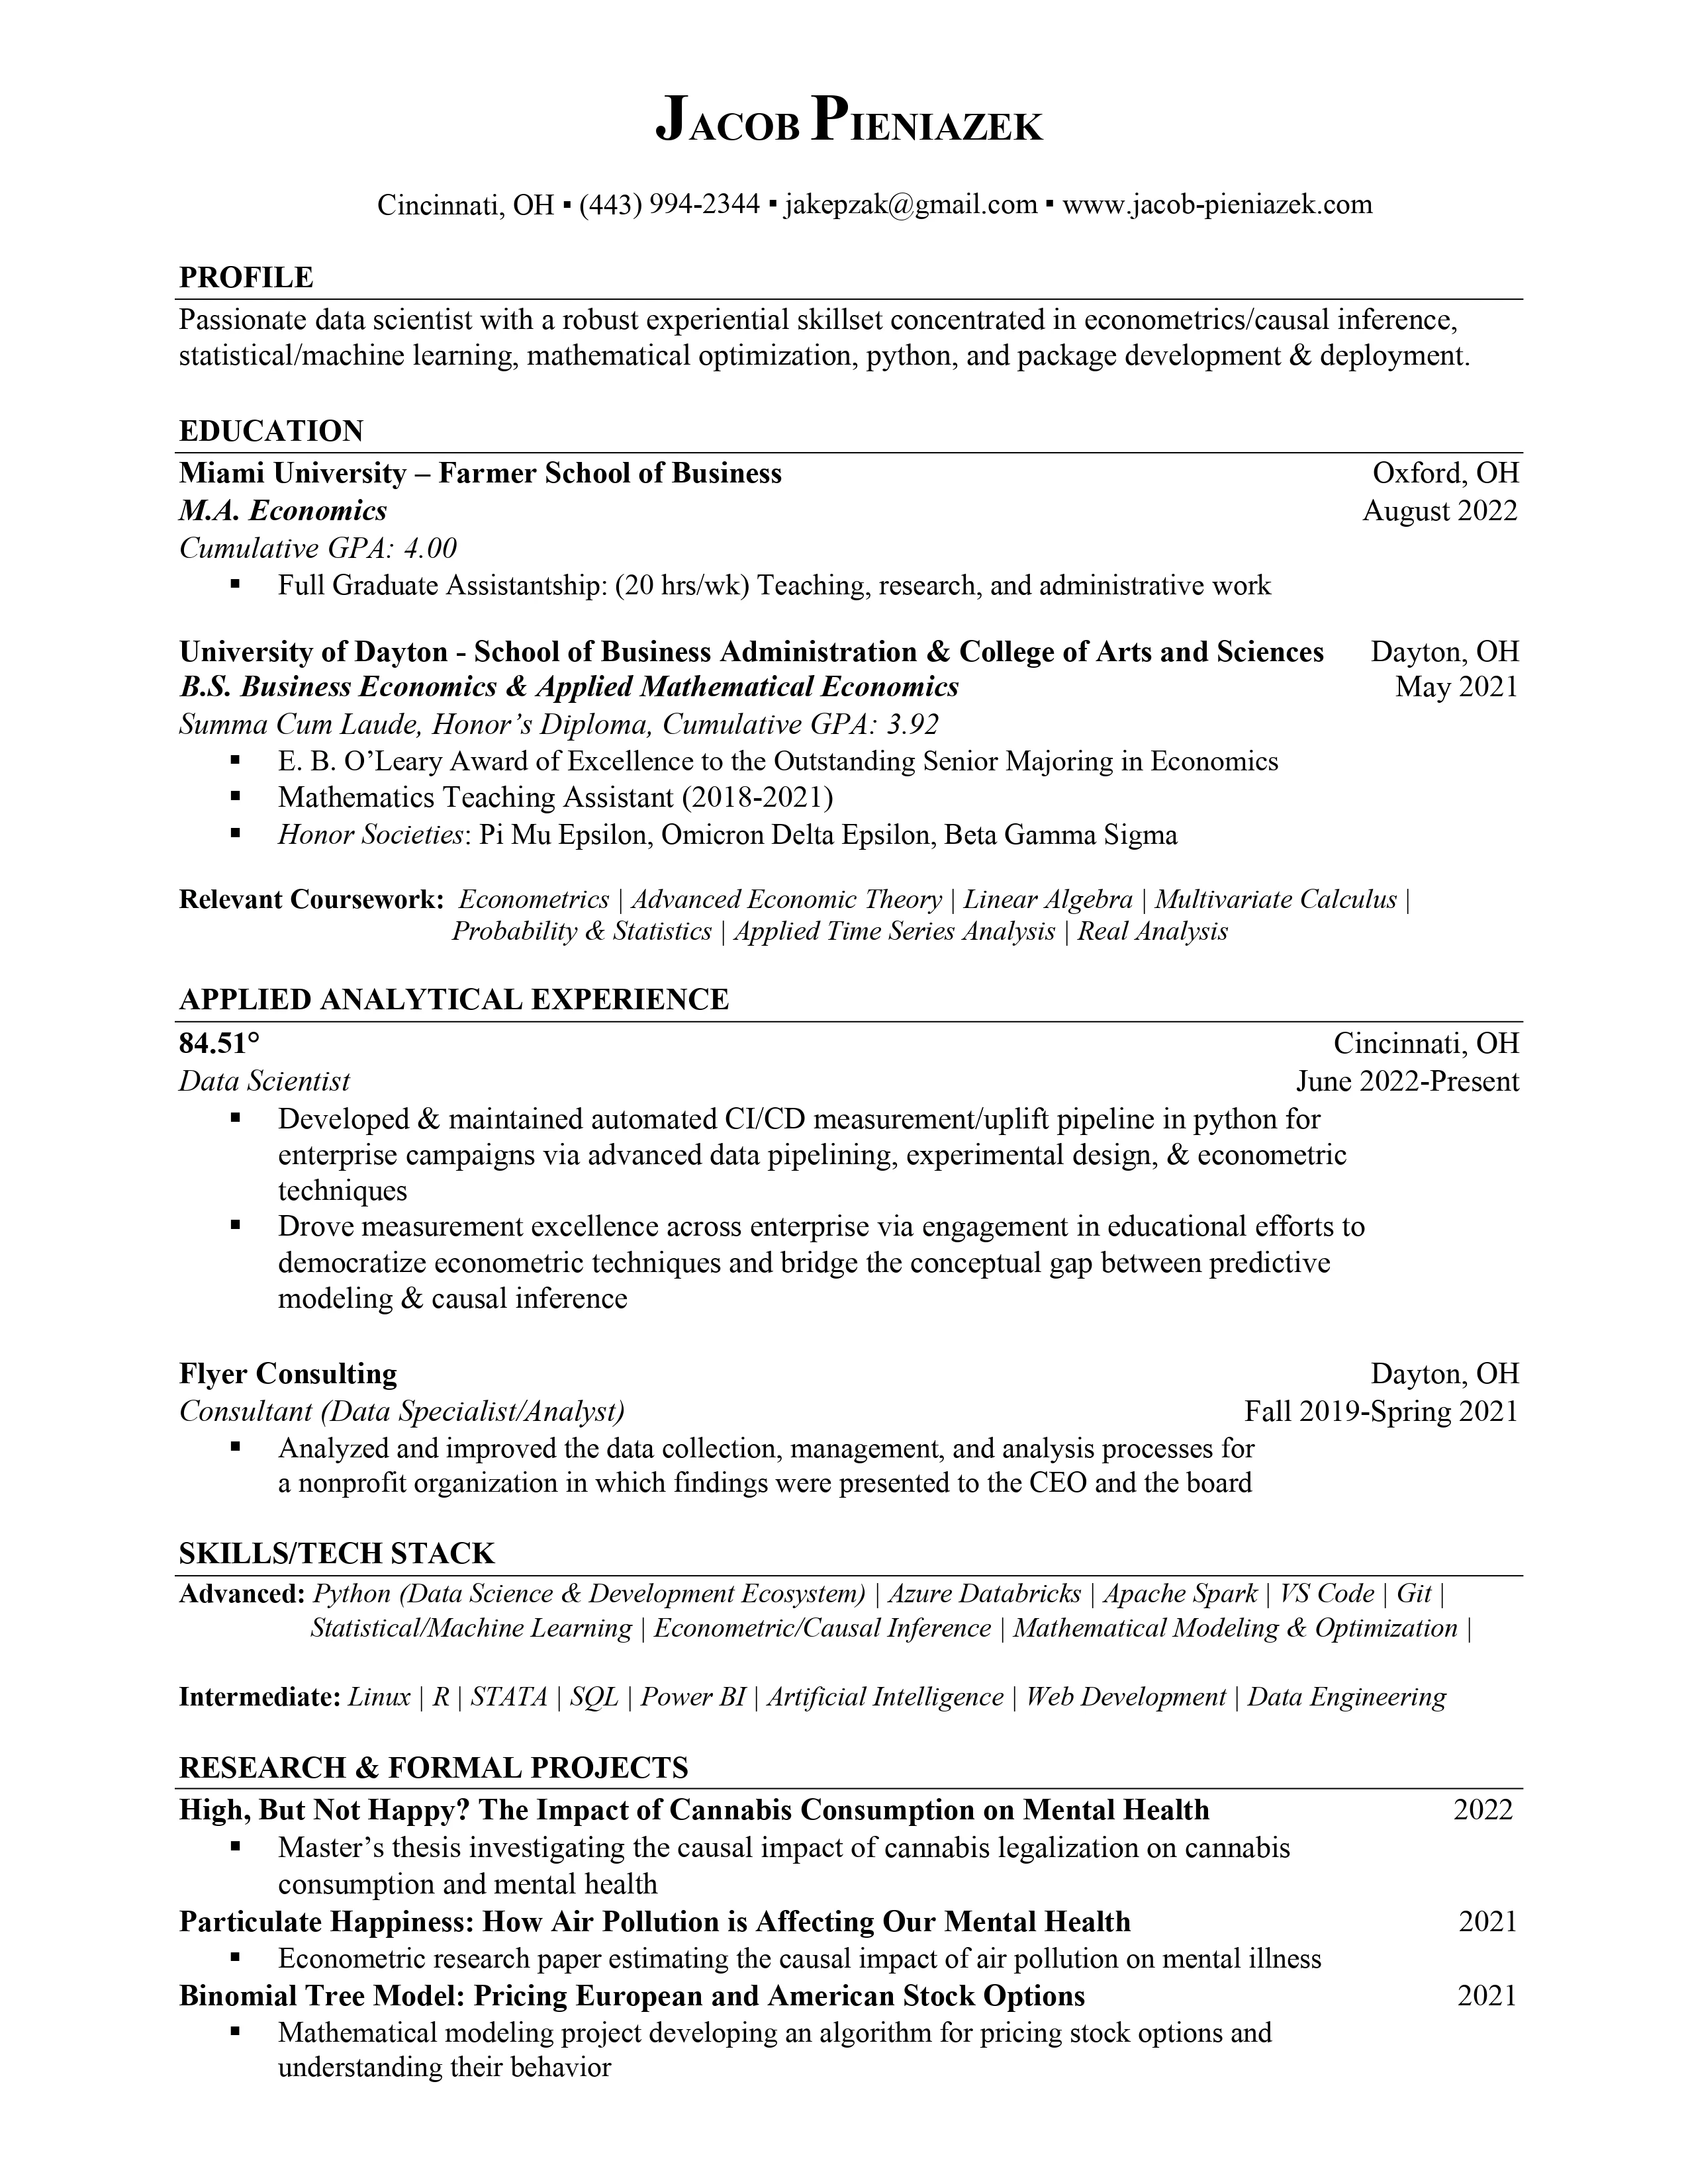 JACOB PIENIAZEK
Cincinnati, OH ▪ (443) 994-2344 ▪ jakepzak@gmail.com ▪ www.jacob-pieniazek.com
PROFILE
Passionate data scientist with a robust experiential skillset concentrated in econometrics/causal inference,
statistical/machine learning, mathematical optimization, python, and package development & deployment.
EDUCATION
Miami University – Farmer School of Business Oxford, OH
M.A. Economics August 2022
Cumulative GPA: 4.00
▪ Full Graduate Assistantship: (20 hrs/wk) Teaching, research, and administrative work
University of Dayton - School of Business Administration & College of Arts and Sciences Dayton, OH
B.S. Business Economics & Applied Mathematical Economics May 2021
Summa Cum Laude, Honor’s Diploma, Cumulative GPA: 3.92
▪ E. B. O’Leary Award of Excellence to the Outstanding Senior Majoring in Economics
▪ Mathematics Teaching Assistant (2018-2021)
▪ Honor Societies: Pi Mu Epsilon, Omicron Delta Epsilon, Beta Gamma Sigma
Relevant Coursework: Econometrics | Advanced Economic Theory | Linear Algebra | Multivariate Calculus |
Probability & Statistics | Applied Time Series Analysis | Real Analysis
APPLIED ANALYTICAL EXPERIENCE
84.51° Cincinnati, OH
Data Scientist June 2022-Present
▪ Developed & maintained automated CI/CD measurement/uplift pipeline in python for
enterprise campaigns via advanced data pipelining, experimental design, & econometric
techniques
▪ Drove measurement excellence across enterprise via engagement in educational efforts to
democratize econometric techniques and bridge the conceptual gap between predictive
modeling & causal inference
Flyer Consulting Dayton, OH
Consultant (Data Specialist/Analyst) Fall 2019-Spring 2021
▪ Analyzed and improved the data collection, management, and analysis processes for
a nonprofit organization in which findings were presented to the CEO and the board
SKILLS/TECH STACK
Advanced: Python (Data Science & Development Ecosystem) | Azure Databricks | Apache Spark | VS Code | Git |
Statistical/Machine Learning | Econometric/Causal Inference | Mathematical Modeling & Optimization |
Intermediate: Linux | R | STATA | SQL | Power BI | Artificial Intelligence | Web Development | Data Engineering
RESEARCH & FORMAL PROJECTS
High, But Not Happy? The Impact of Cannabis Consumption on Mental Health 2022
▪ Master’s thesis investigating the causal impact of cannabis legalization on cannabis
consumption and mental health
Particulate Happiness: How Air Pollution is Affecting Our Mental Health 2021
▪ Econometric research paper estimating the causal impact of air pollution on mental illness
Binomial Tree Model: Pricing European and American Stock Options 2021
▪ Mathematical modeling project developing an algorithm for pricing stock options and
understanding their behavior